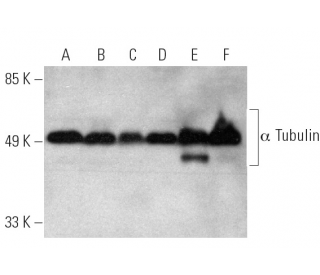 A B C D E F
85 K –
49 K –
α Tubulin
33 K –